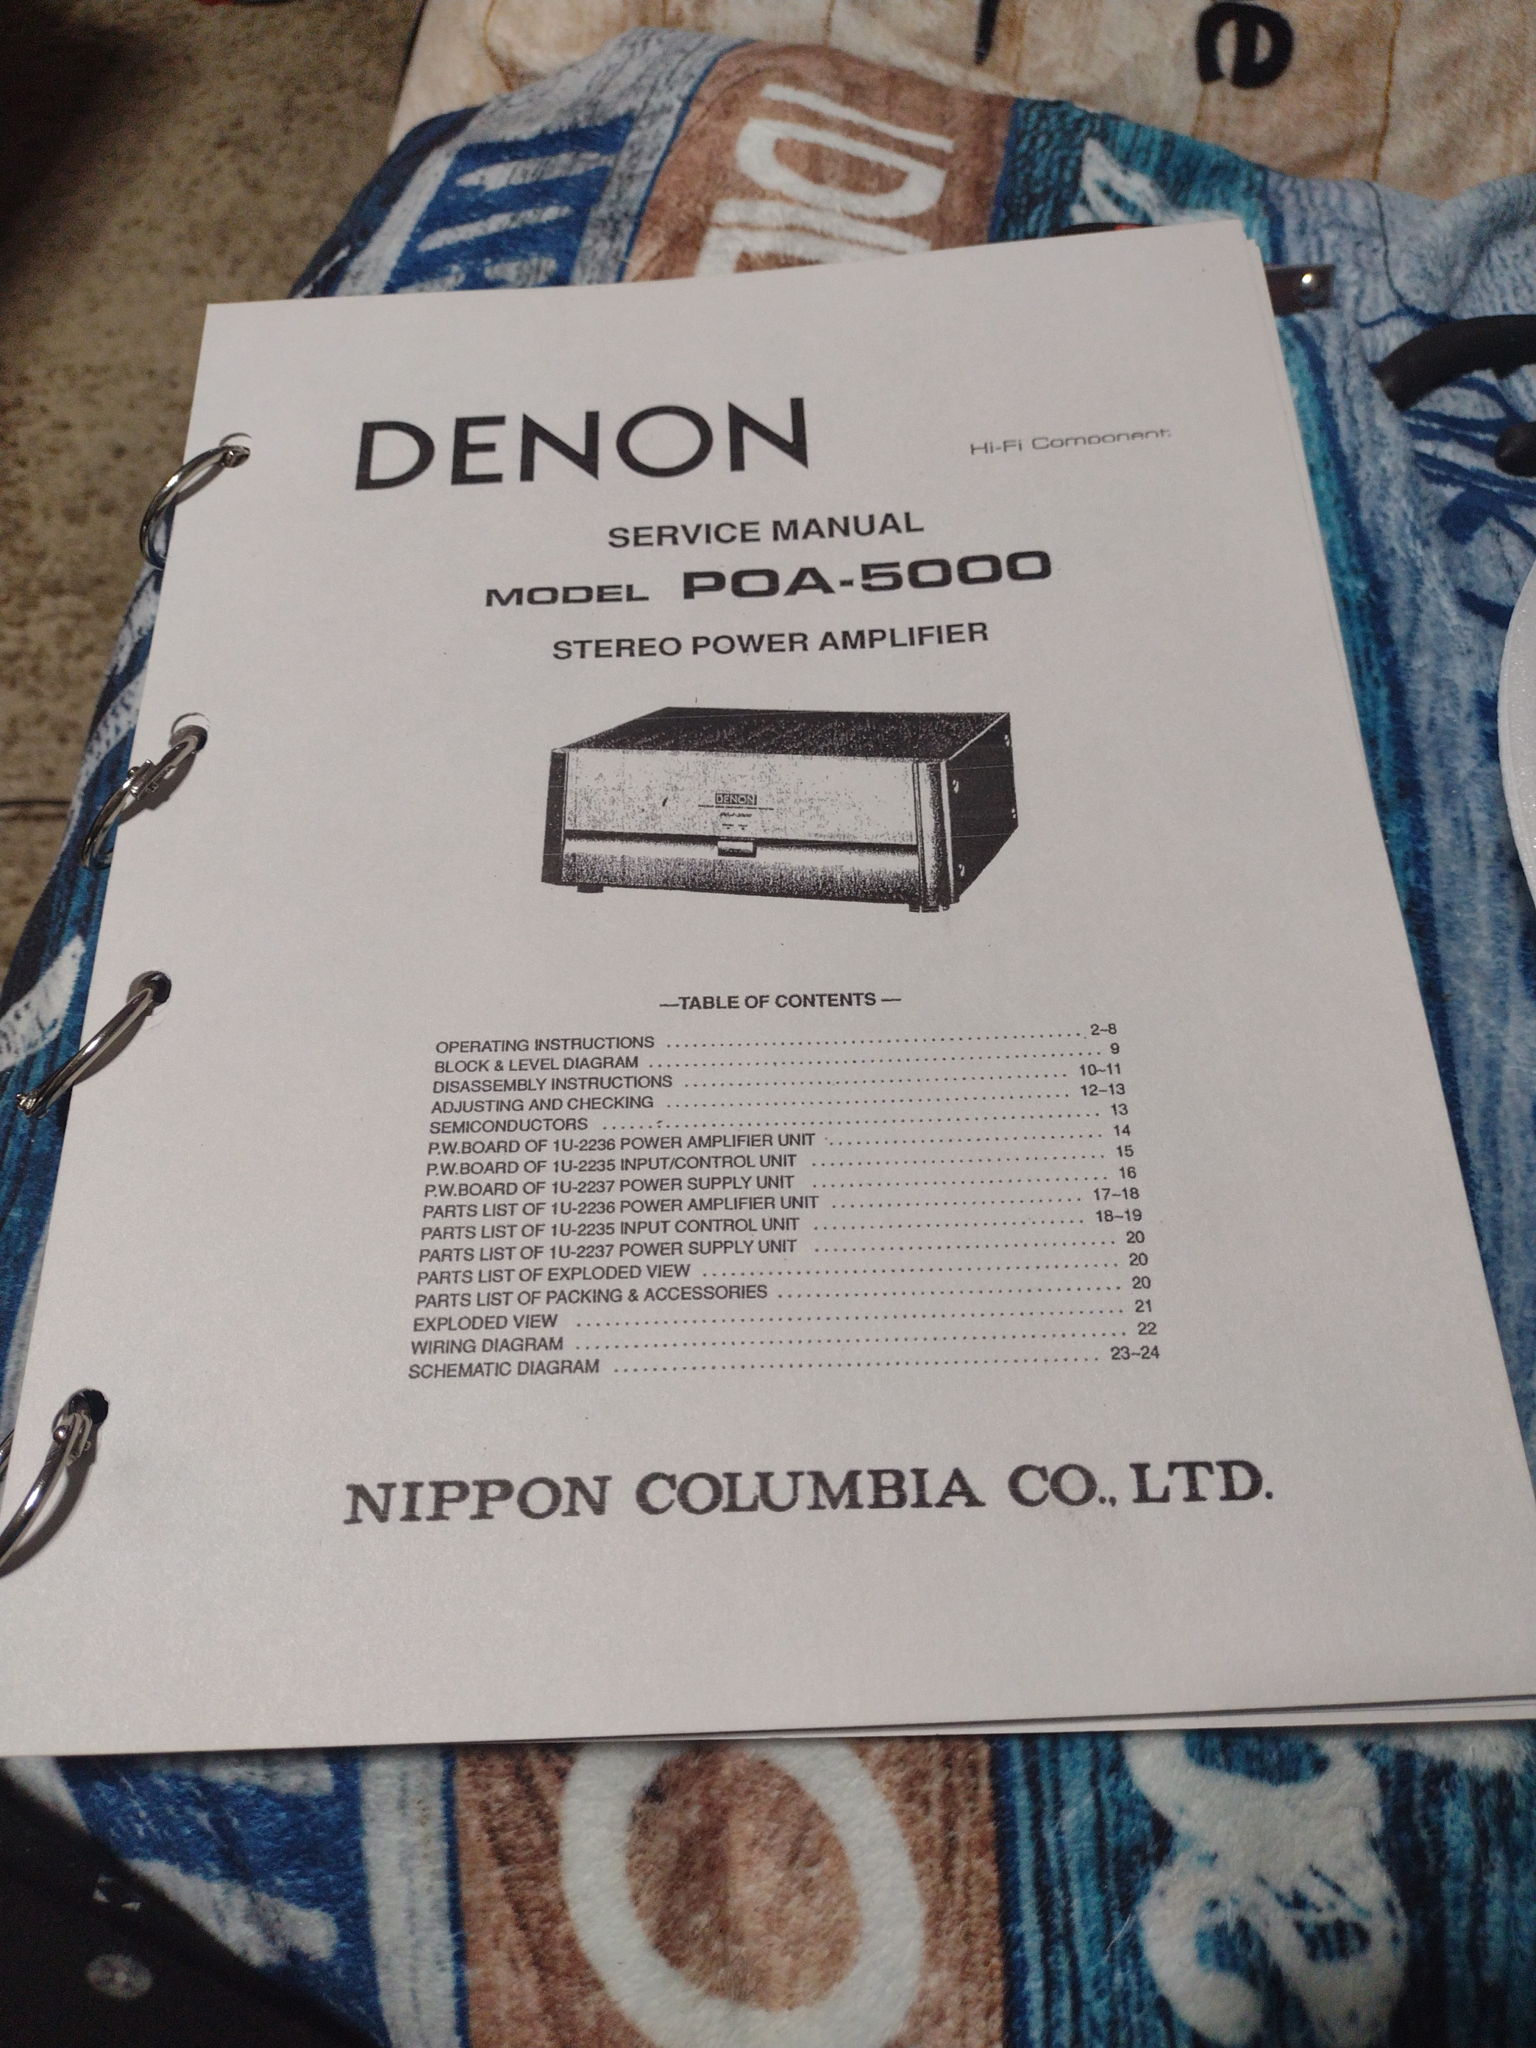 e
DENON
Hi-Fi Component
SERVICE MANUAL
MODEL POA-5000
STEREO POWER AMPLIFIER
DENON
—TABLE OF CONTENTS—
OPERATING INSTRUCTIONS ........ 2~8
BLOCK & LEVEL DIAGRAM ........ 9
DISASSEMBLY INSTRUCTIONS ........ 10~11
ADJUSTING AND CHECKING ........ 12~13
SEMICONDUCTORS ........ 13
P.W.BOARD OF 1U-2236 POWER AMPLIFIER UNIT ........ 14
P.W.BOARD OF 1U-2235 INPUT/CONTROL UNIT ........ 15
P.W.BOARD OF 1U-2237 POWER SUPPLY UNIT ........ 16
PARTS LIST OF 1U-2236 POWER AMPLIFIER UNIT ........ 17~18
PARTS LIST OF 1U-2235 INPUT CONTROL UNIT ........ 18~19
PARTS LIST OF 1U-2237 POWER SUPPLY UNIT ........ 20
PARTS LIST OF EXPLODED VIEW ........ 20
PARTS LIST OF PACKING & ACCESSORIES ........ 20
EXPLODED VIEW ........ 21
WIRING DIAGRAM ........ 22
SCHEMATIC DIAGRAM ........ 23~24
NIPPON COLUMBIA CO., LTD.